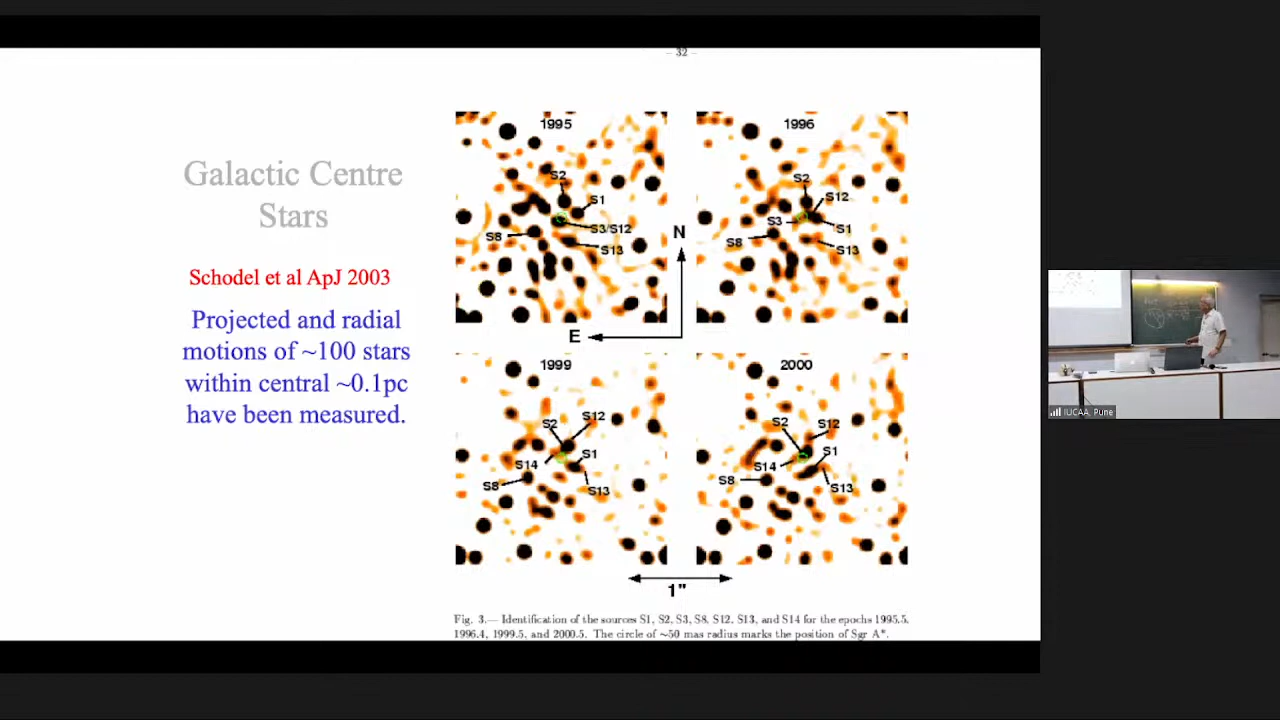 – 32 –
Galactic Centre
Stars
Schodel et al ApJ 2003
Projected and radial
motions of ~100 stars
within central ~0.1pc
have been measured.
1995
S2
S1
S3/S12
S8
S13
1996
S2
S12
S3
S1
S8
S13
N
E
1999
S2
S12
S1
S14
S8
S13
2000
S2
S12
S1
S14
S8
S13
1"
Fig. 3.— Identification of the sources S1, S2, S3, S8, S12, S13, and S14 for the epochs 1995.5,
1996.4, 1999.5, and 2000.5. The circle of ~50 mas radius marks the position of Sgr A*.
IUCAA, Pune